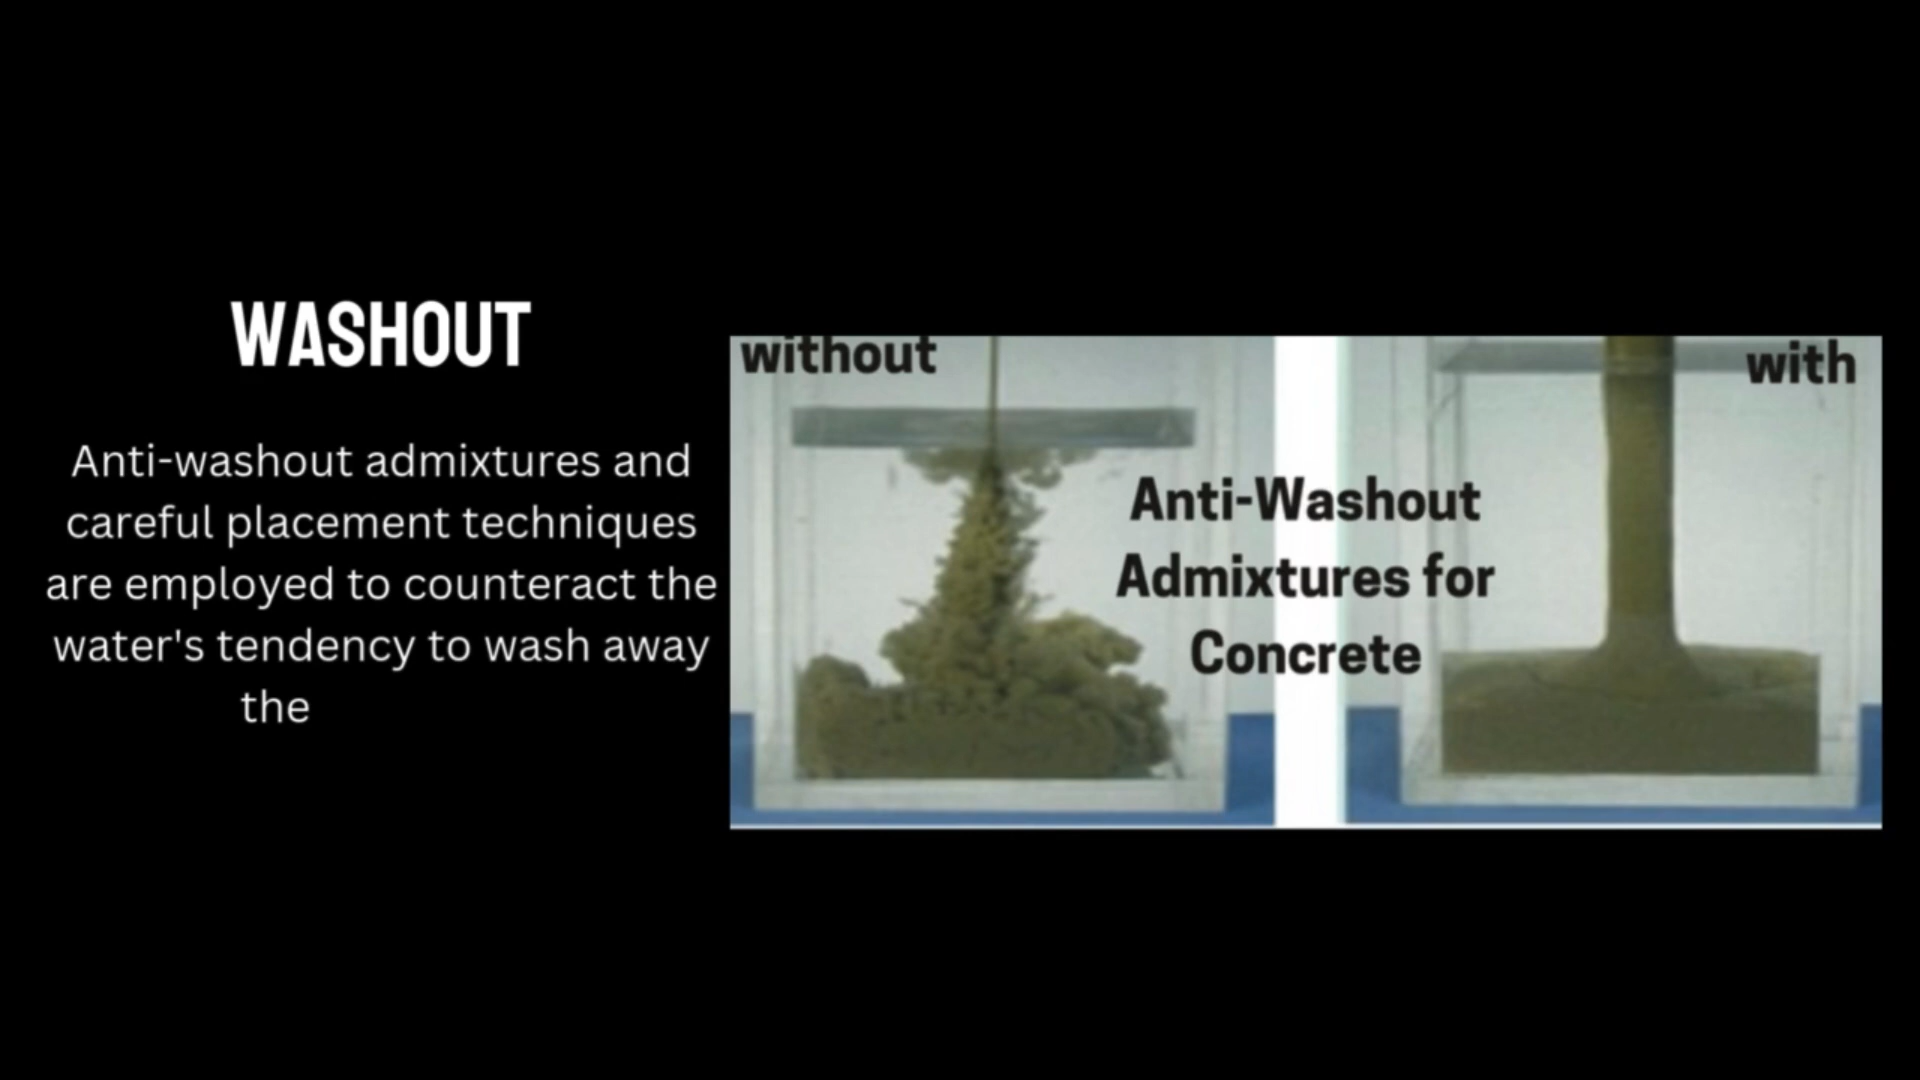 WASHOUT
Anti-washout admixtures and
careful placement techniques
are employed to counteract the
water's tendency to wash away
the
without
with
Anti-Washout
Admixtures for
Concrete